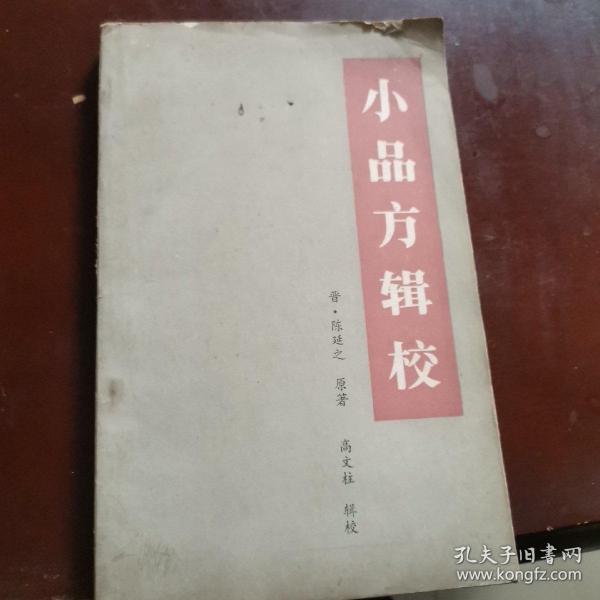 小品方辑校
晋·陈延之 原著
高文柱 辑校
孔夫子旧书网
www.kongfz.com